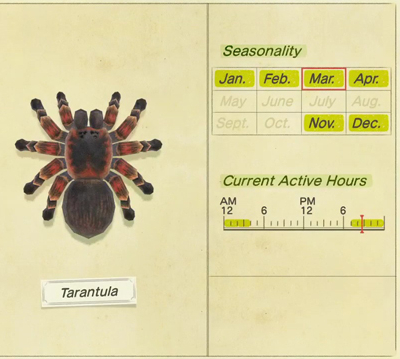 Seasonality
Jan. Feb. Mar. Apr.
May June July Aug.
Sept. Oct. Nov. Dec.
Current Active Hours
AM PM
12 6 12 6
Tarantula